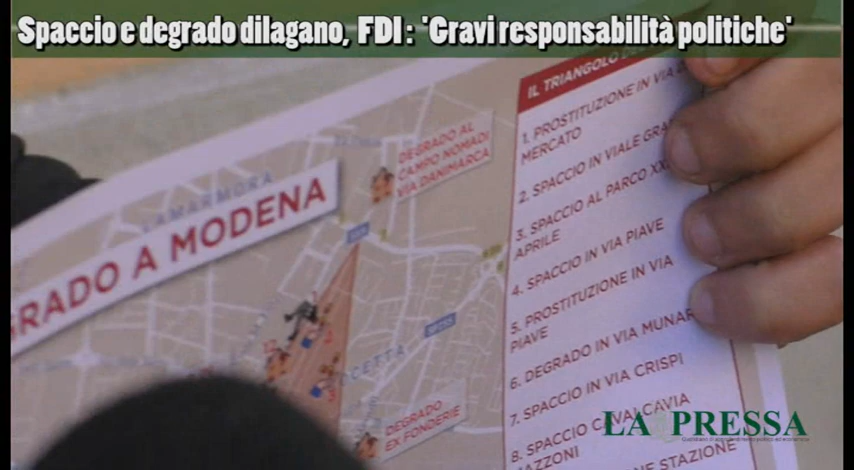 Spaccio e degrado dilagano, FDI : 'Gravi responsabilità politiche'
IL TRIANGOLO
1. PROSTITUZIONE IN VIA
MERCATO
2. SPACCIO IN VIALE
3. SPACCIO AL PARCO XX
APRILE
4. SPACCIO IN VIA PIAVE
5. PROSTITUZIONE IN VIA
PIAVE
6. DEGRADO IN VIA MUNAR
7. SPACCIO IN VIA CRISPI
8. SPACCIO CAVALCAVIA
MAZZONI
STAZIONE
DEGRADO AL
CAMPO NOMADI
VIA DANIMARCA
LAMARMORA
GRADO A MODENA
DEGRADO
EX FONDERIE
LA PRESSA